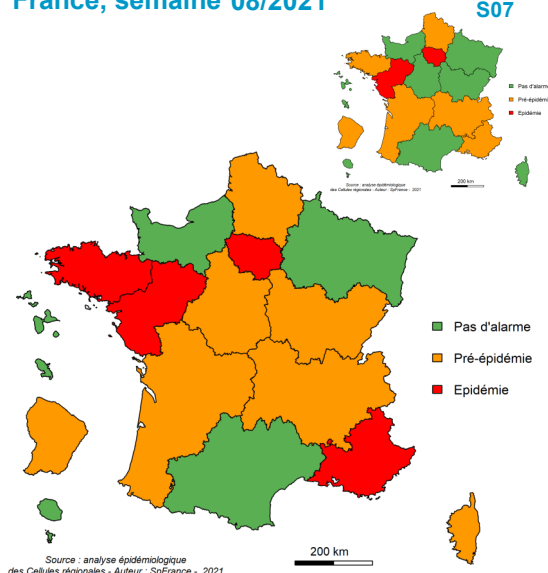 France, semaine 08/2021
S07
Pas d'alarme
Pré-épidémie
Epidémie
200 km
Source : analyse épidémiologique
des Cellules régionales - Auteur : SpFrance - 2021
Pas d'alarme
Pré-épidémie
Epidémie
200 km
Source : analyse épidémiologique
des Cellules régionales - Auteur : SpFrance - 2021